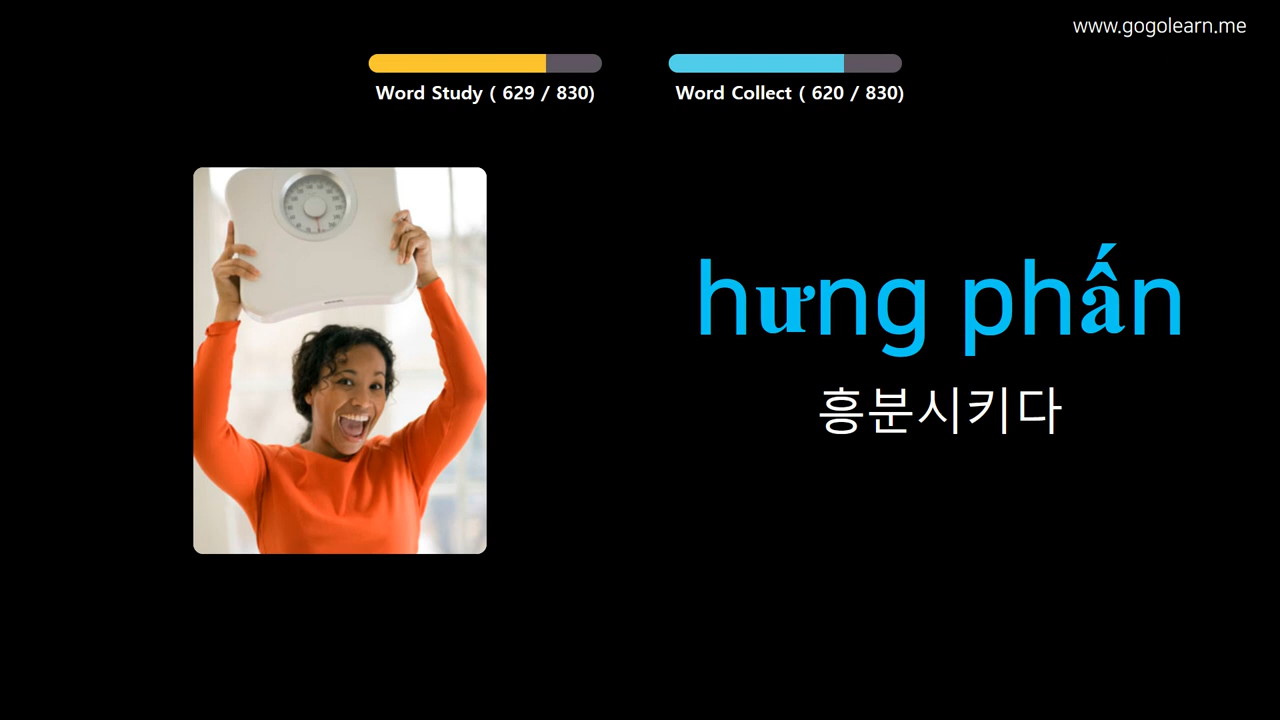 www.gogolearn.me
Word Study ( 629 / 830)
Word Collect ( 620 / 830)
hưng phấn
흥분시키다